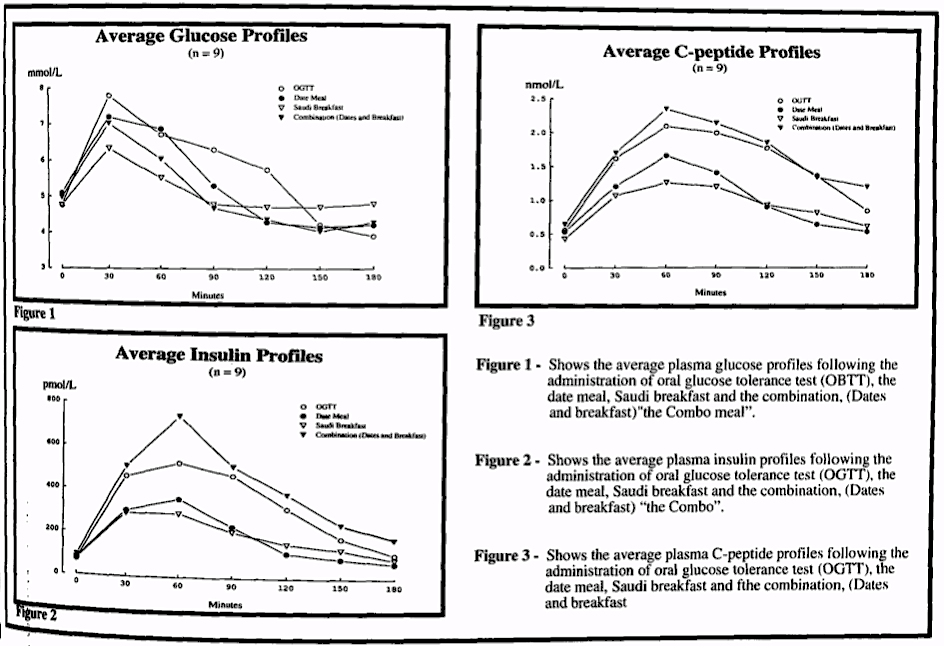 Average Glucose Profiles
(n = 9)
mmol/L
OGTT
Date Meal
Saudi Breakfast
Combination (Dates and Breakfast)
8
7
6
5
4
3
0 30 60 90 120 150 180
Minutes
Figure 1
Average Insulin Profiles
(n = 9)
pmol/L
OGTT
Date Meal
Saudi Breakfast
Combination (Dates and Breakfast)
800
600
400
200
0
0 30 60 90 120 150 180
Minutes
Figure 2
Average C-peptide Profiles
(n = 9)
nmol/L
OGTT
Date Meal
Saudi Breakfast
Combination (Dates and Breakfast)
2.5
2.0
1.5
1.0
0.5
0.0
0 30 60 90 120 150 180
Minutes
Figure 3
Figure 1 - Shows the average plasma glucose profiles following the
administration of oral glucose tolerance test (OBTT), the
date meal, Saudi breakfast and the combination, (Dates
and breakfast)"the Combo meal”.
Figure 2 - Shows the average plasma insulin profiles following the
administration of oral glucose tolerance test (OGTT), the
date meal, Saudi breakfast and the combination, (Dates
and breakfast) “the Combo”.
Figure 3 - Shows the average plasma C-peptide profiles following the
administration of oral glucose tolerance test (OGTT), the
date meal, Saudi breakfast and fthe combination, (Dates
and breakfast